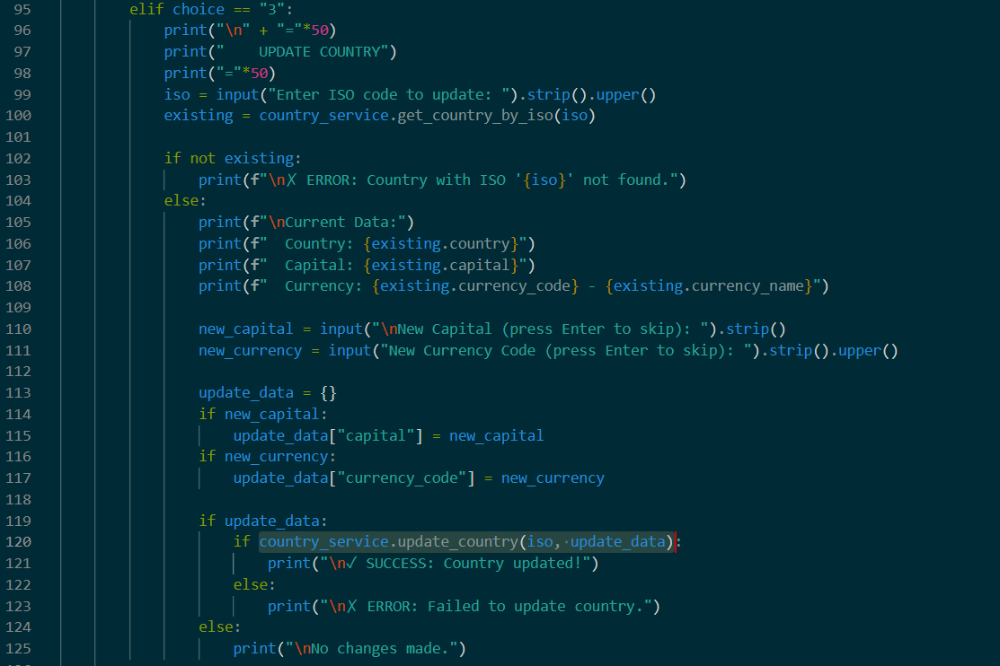 95 elif choice == "3":
96 print("\n" + "="*50)
97 print("    UPDATE COUNTRY")
98 print("="*50)
99 iso = input("Enter ISO code to update: ").strip().upper()
100 existing = country_service.get_country_by_iso(iso)
101
102 if not existing:
103 print(f"\n✗ ERROR: Country with ISO '{iso}' not found.")
104 else:
105 print(f"\nCurrent Data:")
106 print(f"  Country: {existing.country}")
107 print(f"  Capital: {existing.capital}")
108 print(f"  Currency: {existing.currency_code} - {existing.currency_name}")
109
110 new_capital = input("\nNew Capital (press Enter to skip): ").strip()
111 new_currency = input("New Currency Code (press Enter to skip): ").strip().upper()
112
113 update_data = {}
114 if new_capital:
115 update_data["capital"] = new_capital
116 if new_currency:
117 update_data["currency_code"] = new_currency
118
119 if update_data:
120 if country_service.update_country(iso, update_data):
121 print("\n✓ SUCCESS: Country updated!")
122 else:
123 print("\n✗ ERROR: Failed to update country.")
124 else:
125 print("\nNo changes made.")